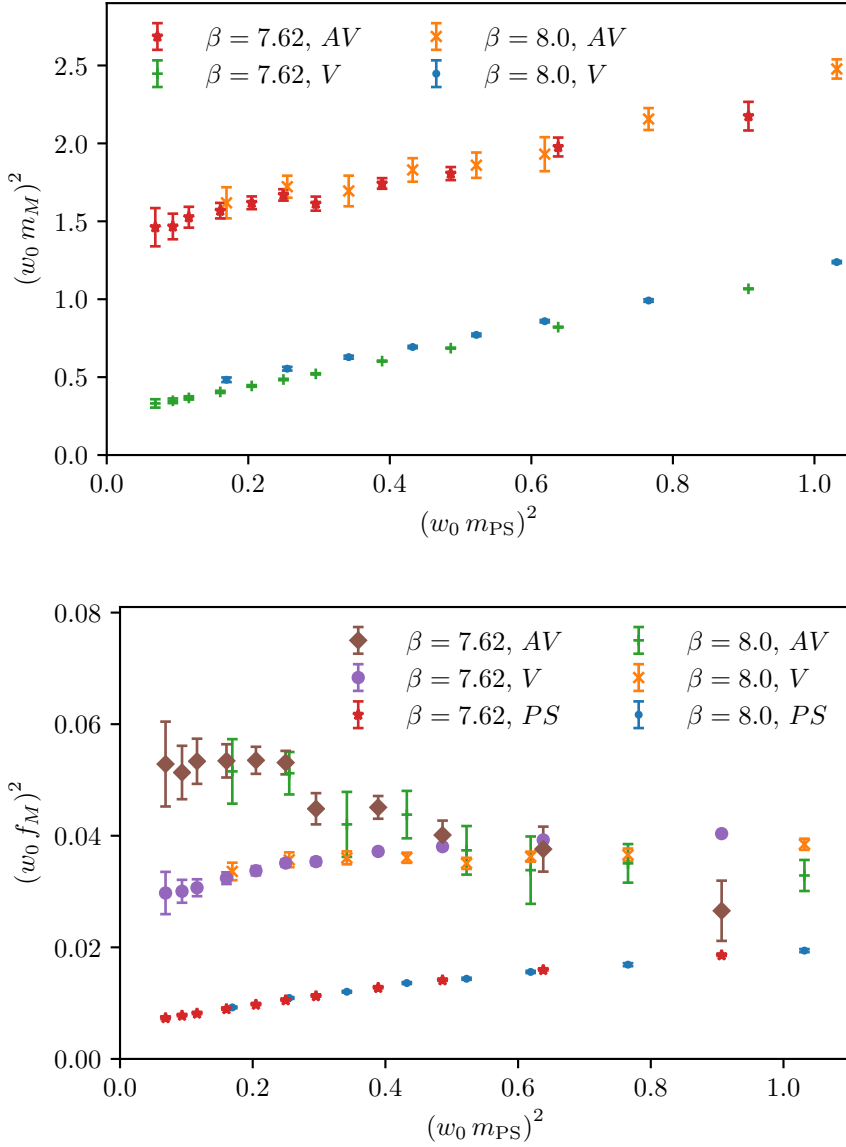 β = 7.62, AV
β = 8.0, AV
β = 7.62, V
β = 8.0, V
(w₀ m_M)²
2.5
2.0
1.5
1.0
0.5
0.0
0.0 0.2 0.4 0.6 0.8 1.0
(w₀ m_PS)²
β = 7.62, AV
β = 8.0, AV
β = 7.62, V
β = 8.0, V
β = 7.62, PS
β = 8.0, PS
(w₀ f_M)²
0.08
0.06
0.04
0.02
0.00
0.0 0.2 0.4 0.6 0.8 1.0
(w₀ m_PS)²